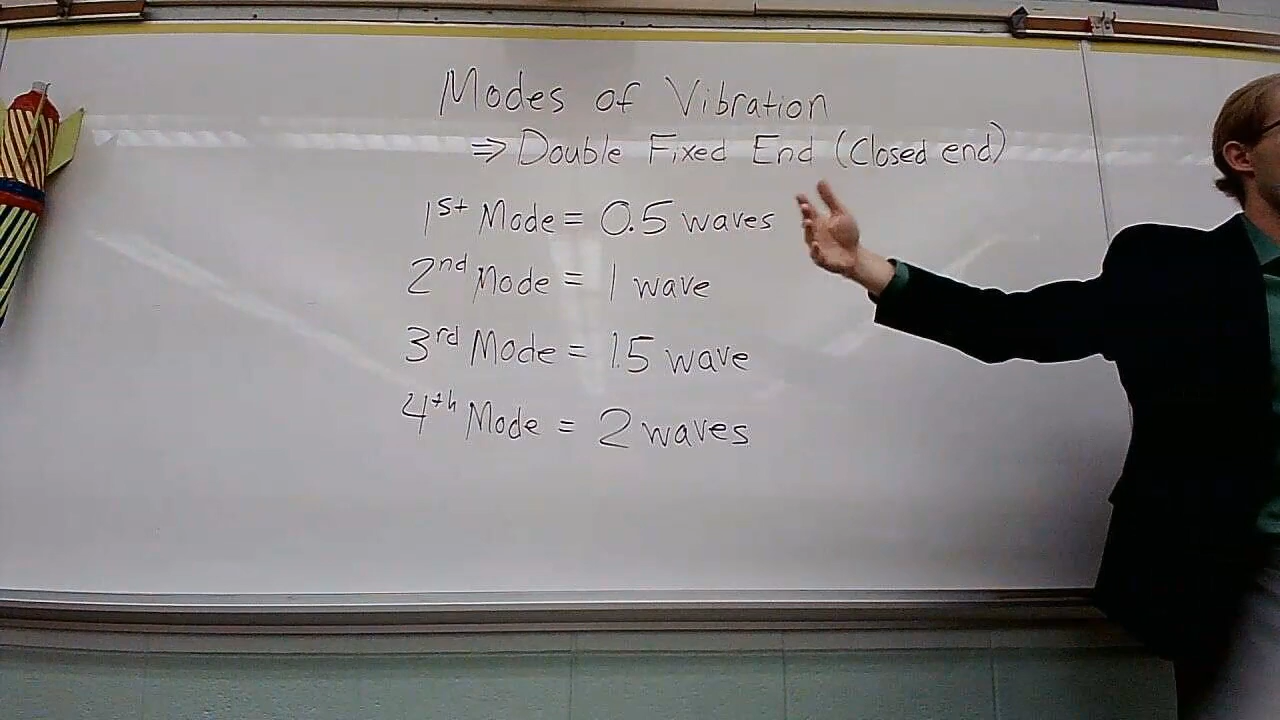 Modes of Vibration
⇒ Double Fixed End (Closed end)
1st Mode = 0.5 waves
2nd Mode = 1 wave
3rd Mode = 1.5 wave
4th Mode = 2 waves